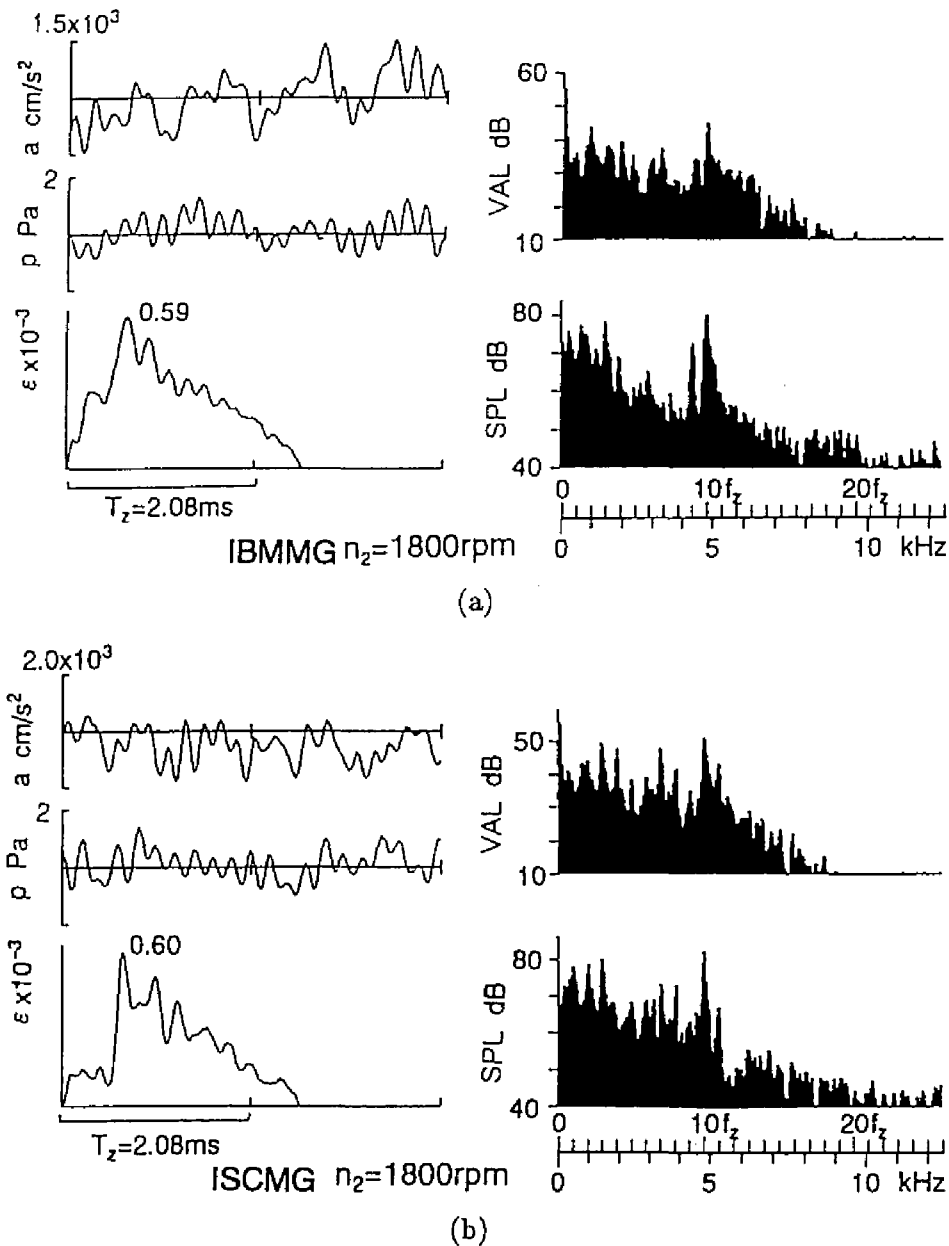 1.5x10³
a cm/s²
2
p Pa
ε x10⁻³
0.59
T_z=2.08ms
60
VAL dB
10
80
SPL dB
40
0 10f_z 20f_z
0 5 10 kHz
IBMMG n₂=1800rpm
(a)
2.0x10³
a cm/s²
2
p Pa
ε x10⁻³
0.60
T_z=2.08ms
50
VAL dB
10
80
SPL dB
40
0 10f_z 20f_z
0 5 10 kHz
ISCMG n₂=1800rpm
(b)